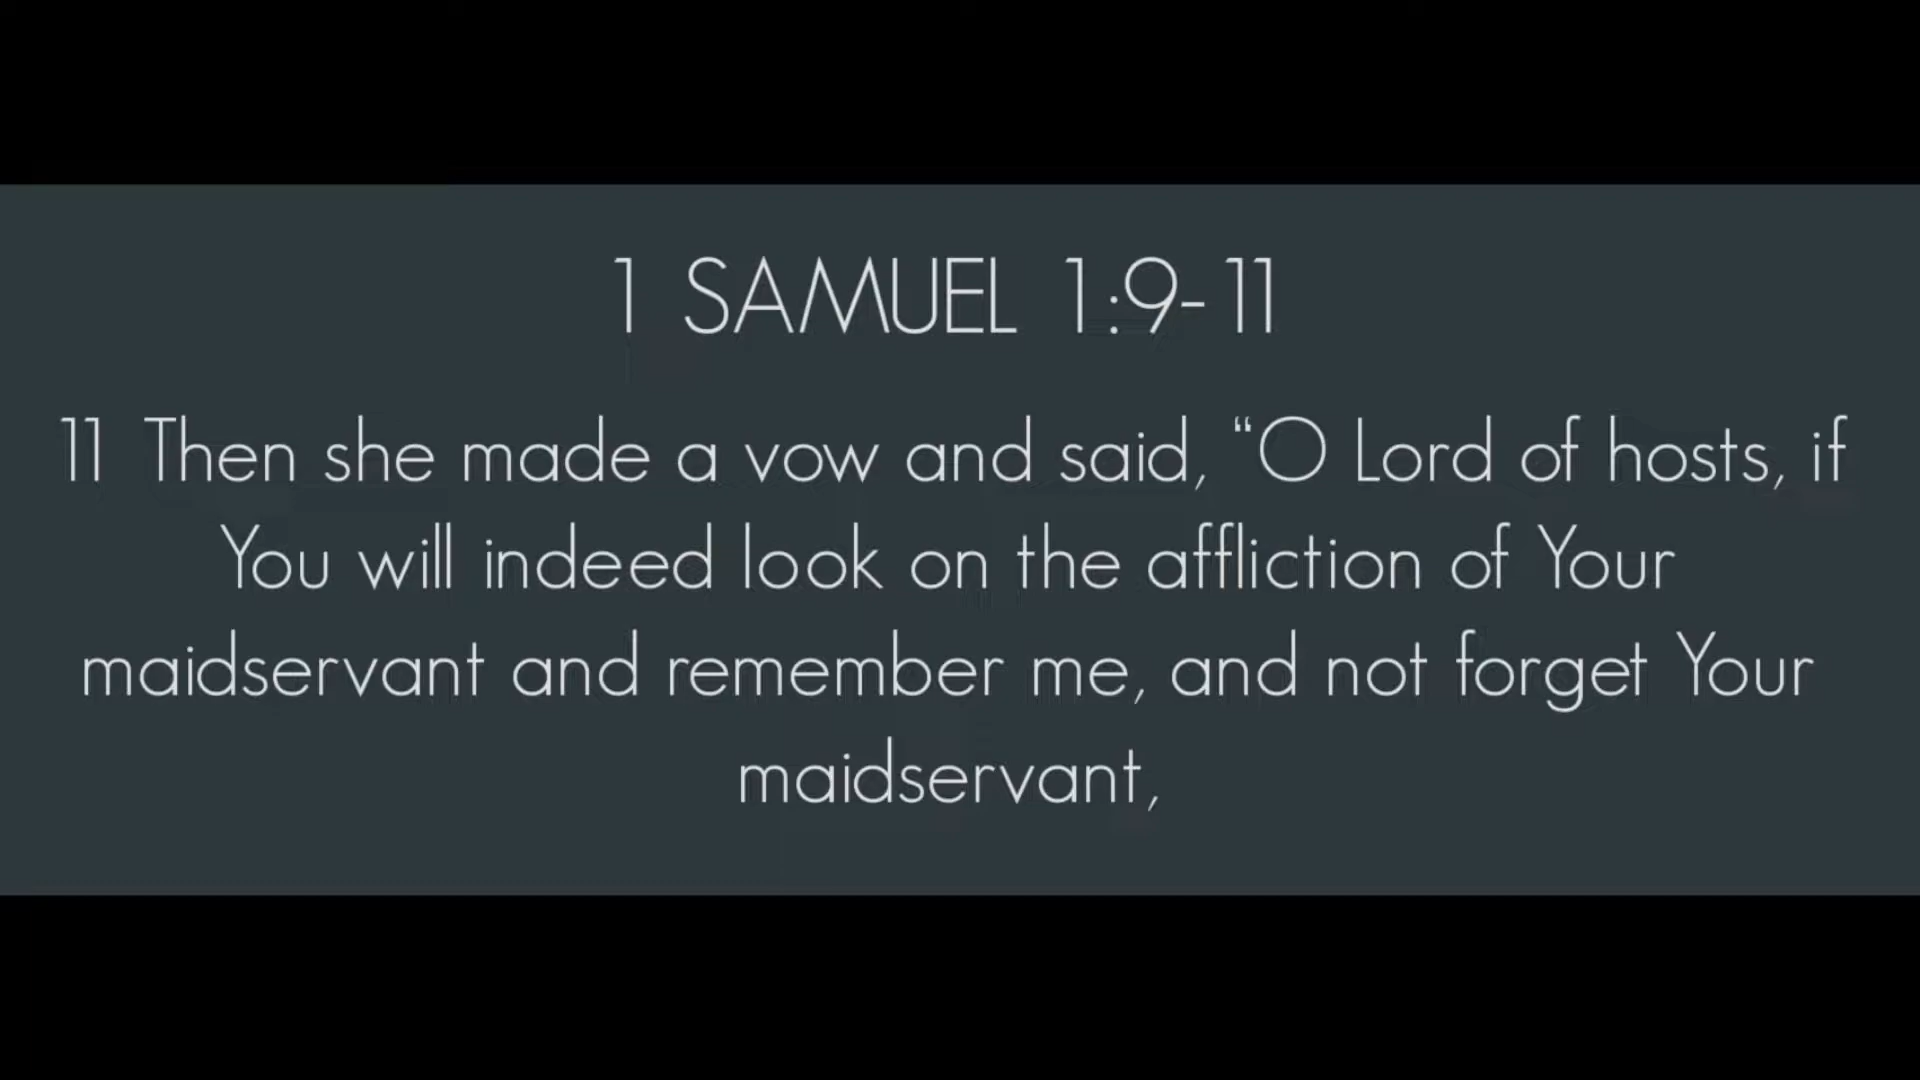 1 SAMUEL 1:9-11
11 Then she made a vow and said, “O Lord of hosts, if
You will indeed look on the affliction of Your
maidservant and remember me, and not forget Your
maidservant,